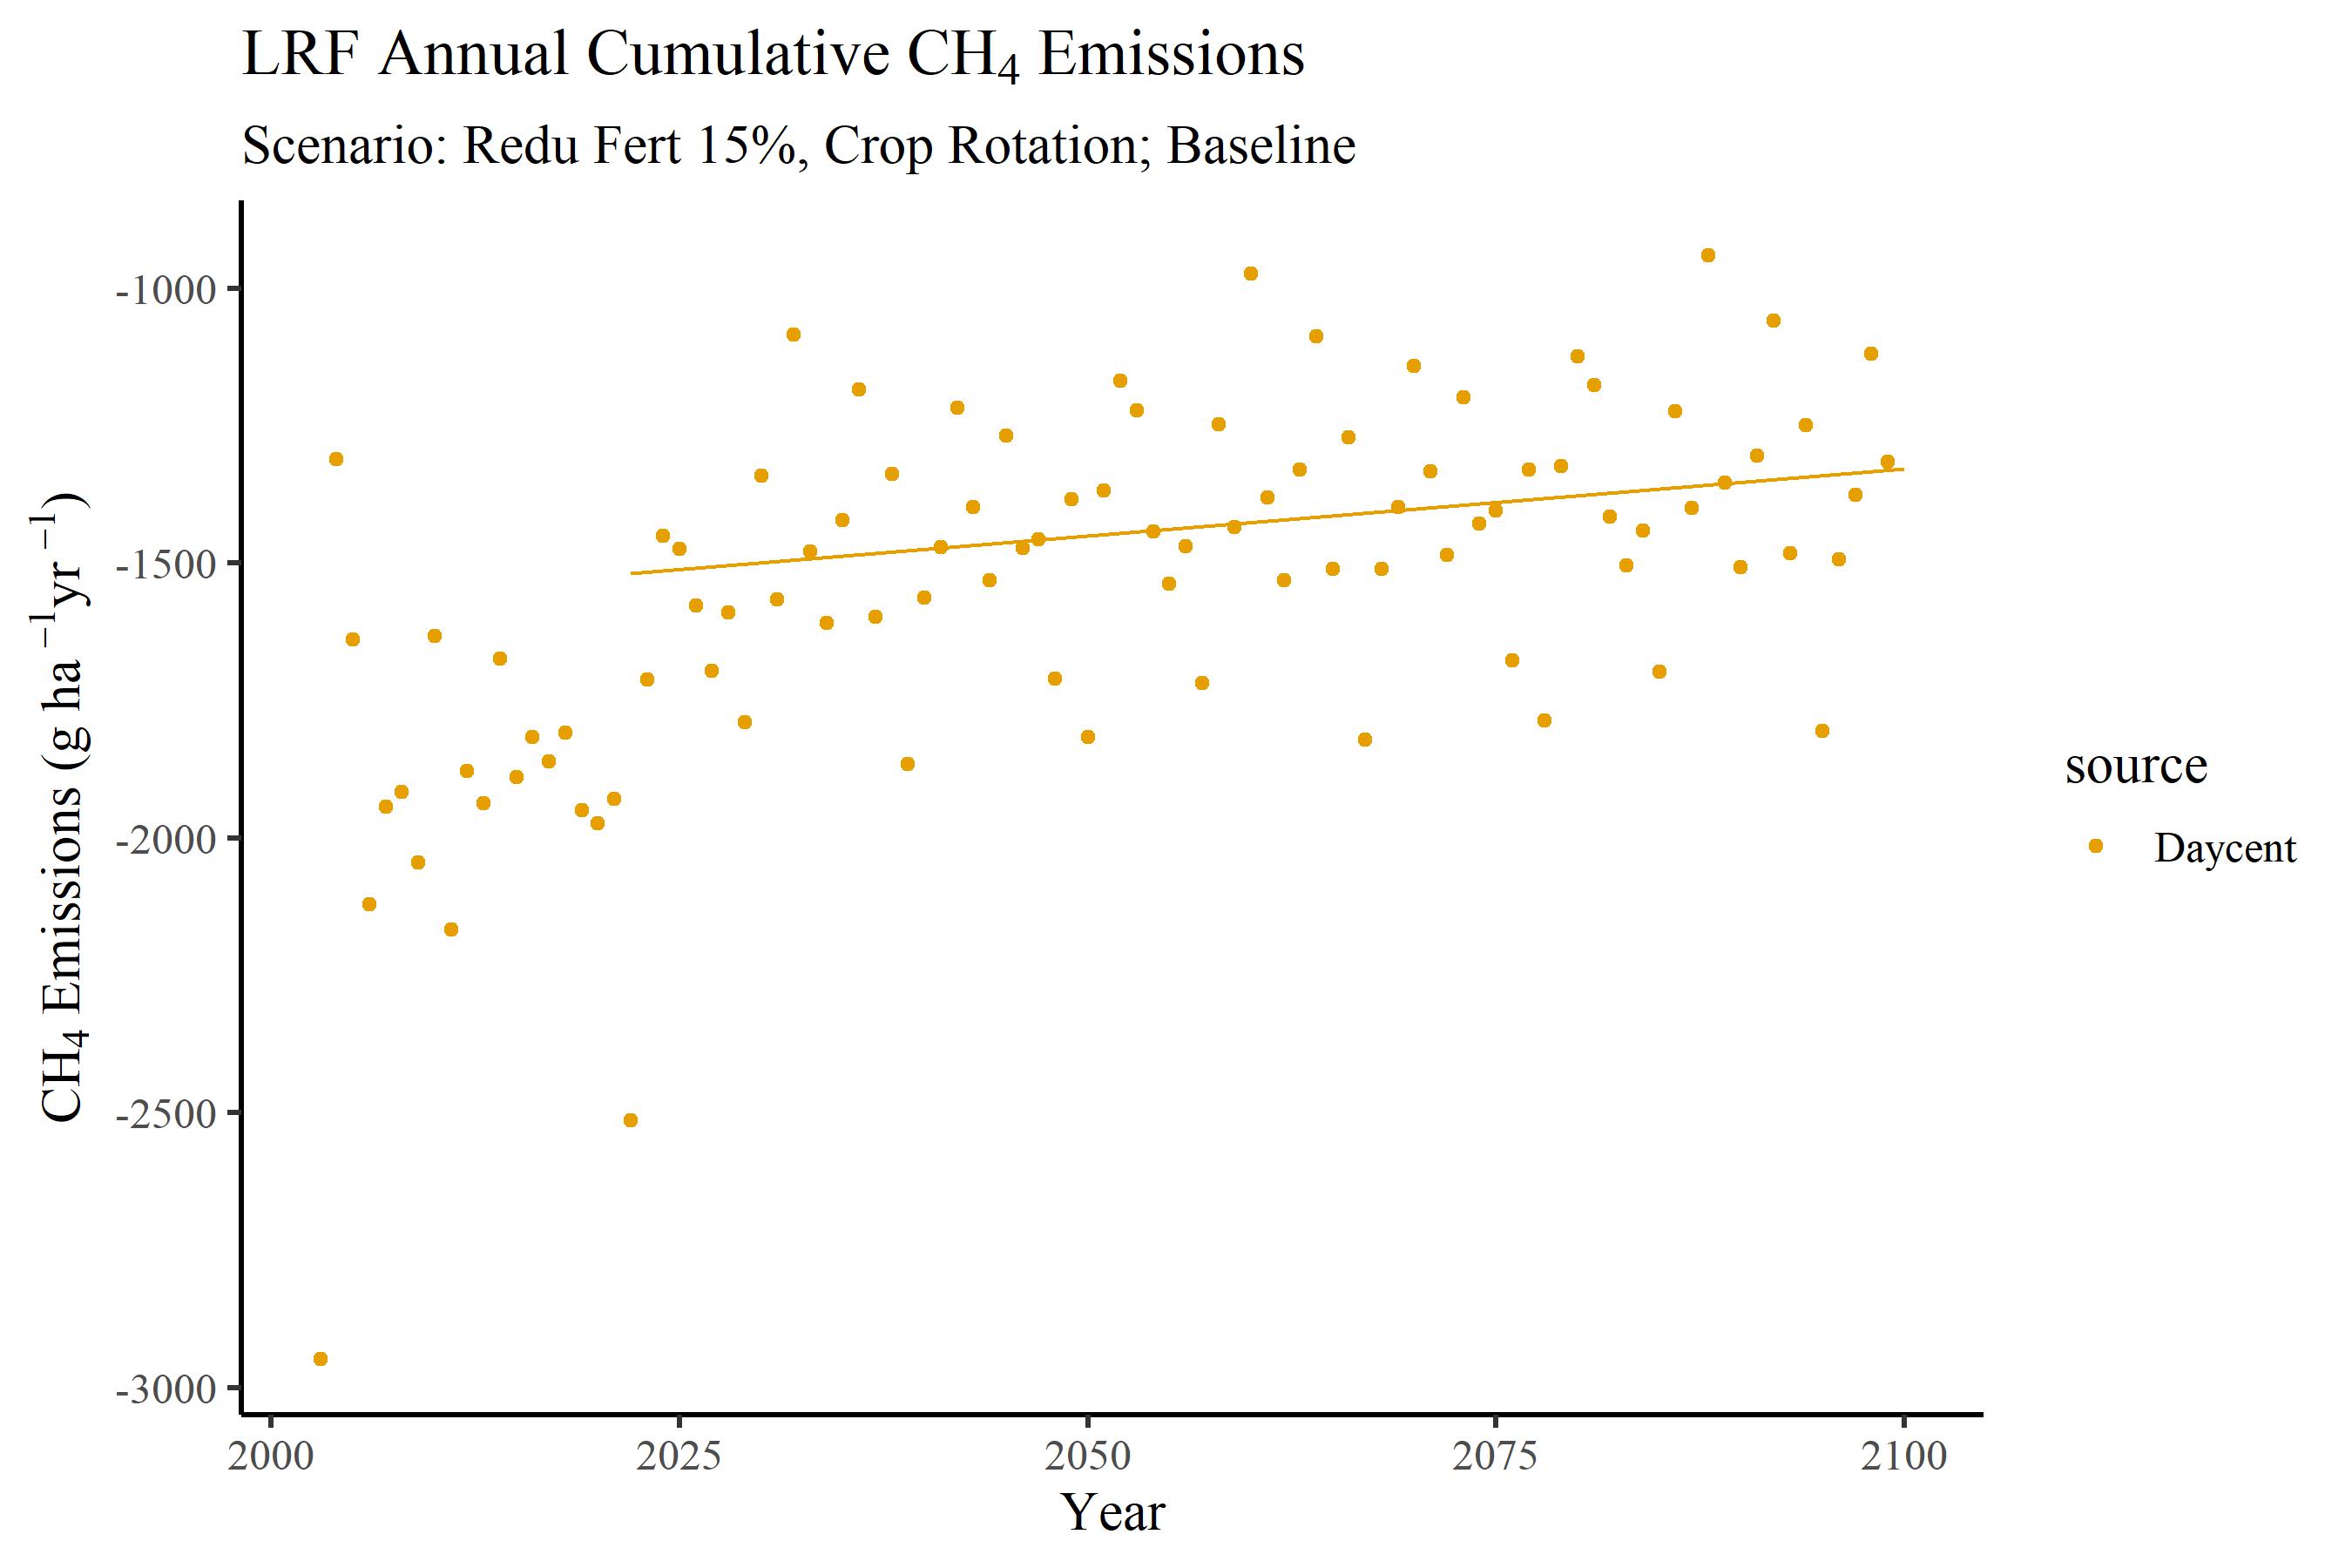 LRF Annual Cumulative CH₄ Emissions
Scenario: Redu Fert 15%, Crop Rotation; Baseline
CH₄ Emissions (g ha ⁻¹yr ⁻¹)
-1000
-1500
-2000
-2500
-3000
2000 2025 2050 2075 2100
Year
source
Daycent